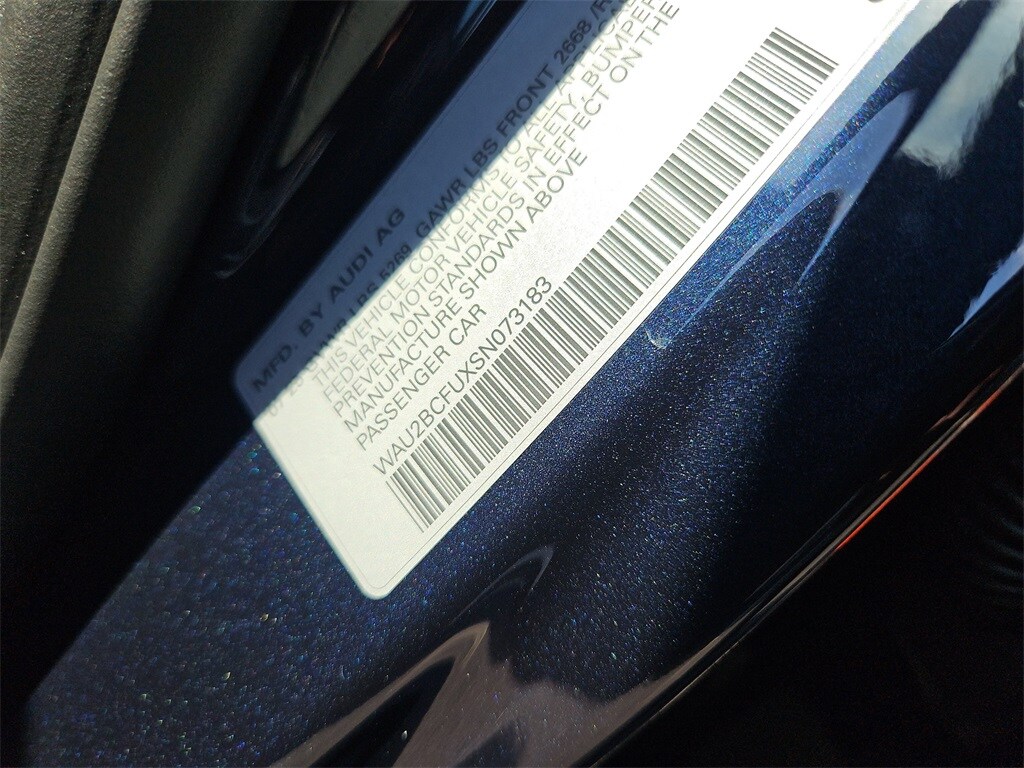 MFD. BY AUDI AG
GAWR LBS FRONT 2668
THIS VEHICLE CONFORMS TO ALL
FEDERAL MOTOR VEHICLE SAFETY, BUMPER
PREVENTION STANDARDS IN EFFECT ON THE
MANUFACTURE SHOWN ABOVE
PASSENGER CAR
WAU2BCFUXSN073183